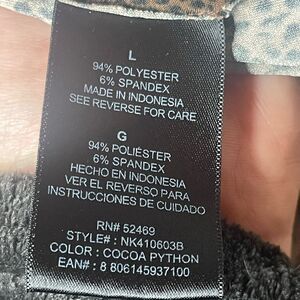 L
94% POLYESTER
6% SPANDEX
MADE IN INDONESIA
SEE REVERSE FOR CARE
G
94% POLIÉSTER
6% SPANDEX
HECHO EN INDONESIA
VER EL REVERSO PARA
INSTRUCCIONES DE CUIDADO
RN# 52469
STYLE# : NK410603B
COLOR : COCOA PYTHON
EAN# : 8 806145937100